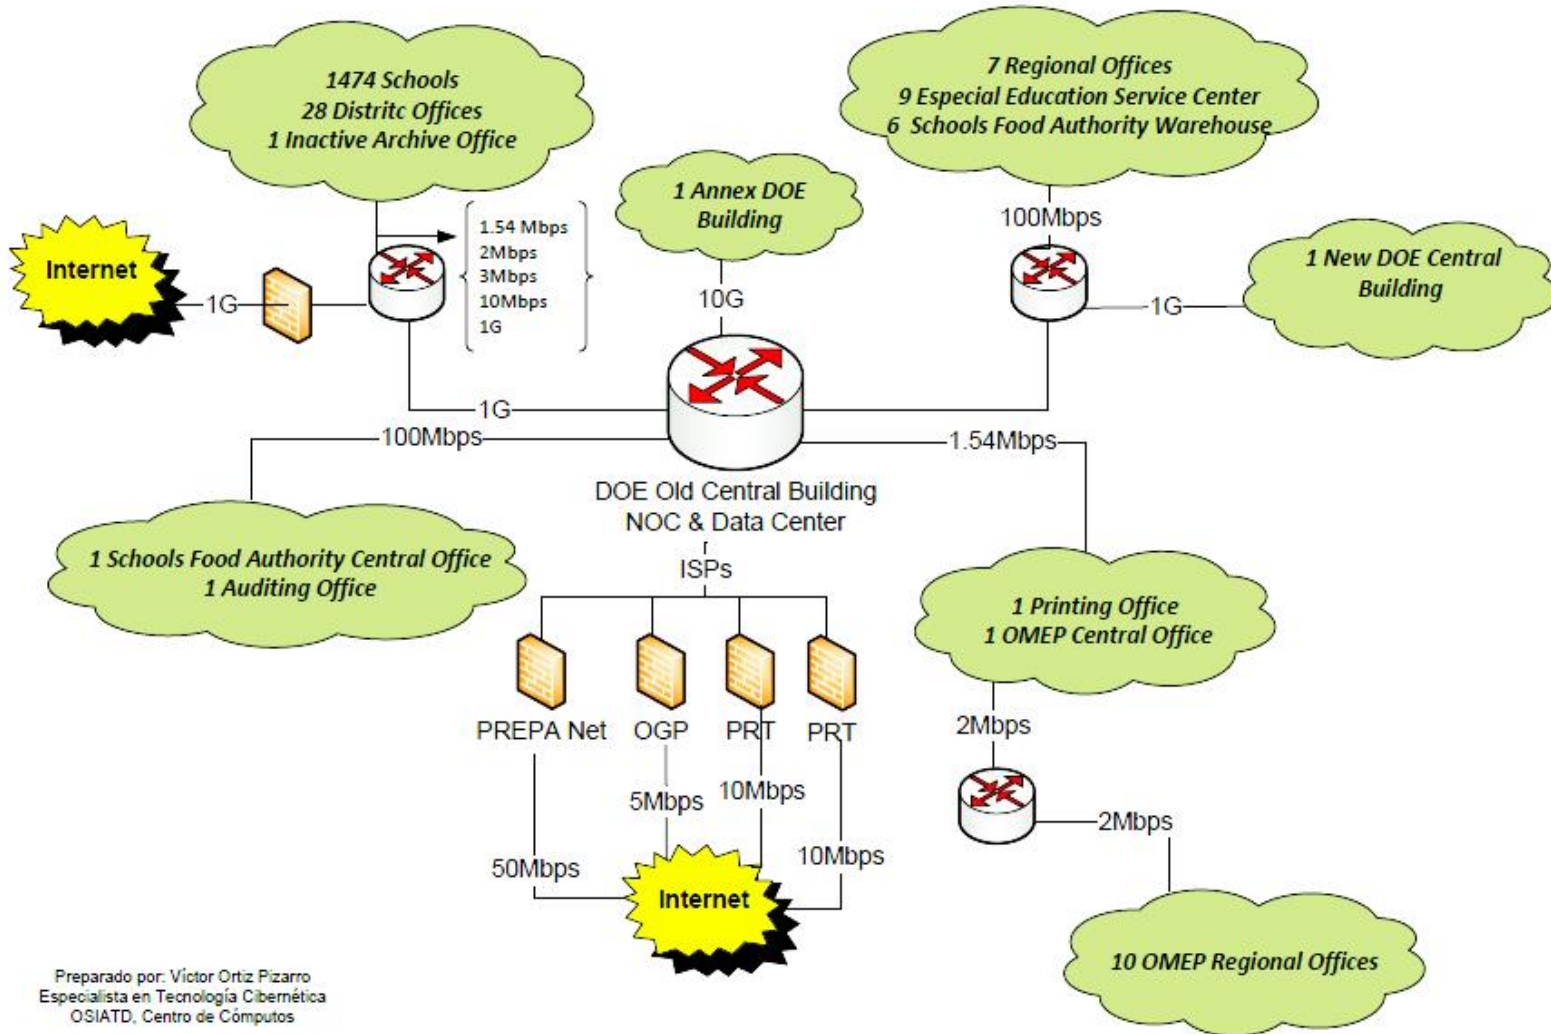 1474 Schools
28 Distritc Offices
1 Inactive Archive Office
7 Regional Offices
9 Especial Education Service Center
6 Schools Food Authority Warehouse
1 Annex DOE
Building
100Mbps
1.54 Mbps
2Mbps
3Mbps
10Mbps
1G
Internet
1G
10G
1 New DOE Central
Building
1G
1G
100Mbps
1.54Mbps
DOE Old Central Building
NOC & Data Center
ISPs
1 Schools Food Authority Central Office
1 Auditing Office
1 Printing Office
1 OMEP Central Office
PREPA Net
OGP
PRT
PRT
2Mbps
5Mbps
10Mbps
50Mbps
10Mbps
2Mbps
Internet
10 OMEP Regional Offices
Preparado por: Víctor Ortiz Pizarro
Especialista en Tecnología Cibernética
OSIATD, Centro de Cómputos